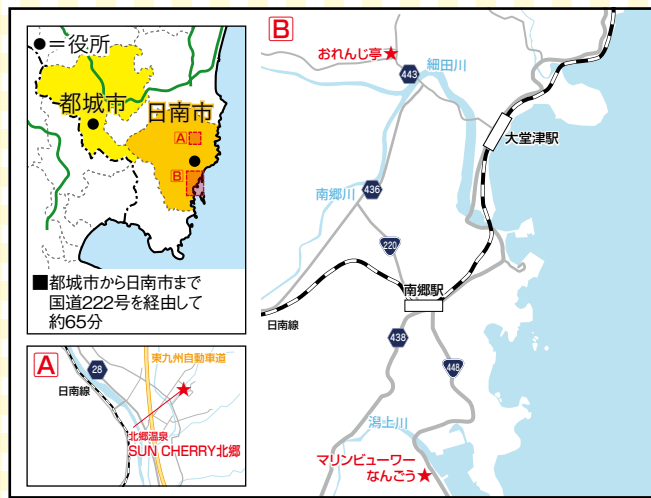 ●=役所
都城市
日南市
A
B
■都城市から日南市まで
国道222号を経由して
約65分
A
28
日南線
東九州自動車道
北郷温泉
SUN CHERRY北郷
B
おれんじ亭
443
細田川
大堂津駅
南郷川
436
220
南郷駅
日南線
438
448
潟上川
マリンビューワー
なんごう